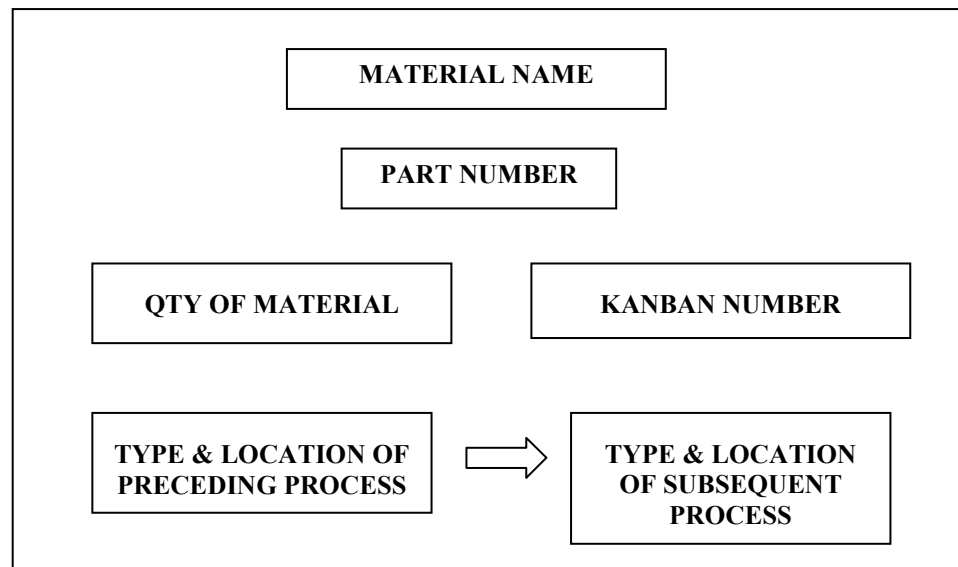 MATERIAL NAME
PART NUMBER
QTY OF MATERIAL
KANBAN NUMBER
TYPE & LOCATION OF
PRECEDING PROCESS
TYPE & LOCATION
OF SUBSEQUENT
PROCESS